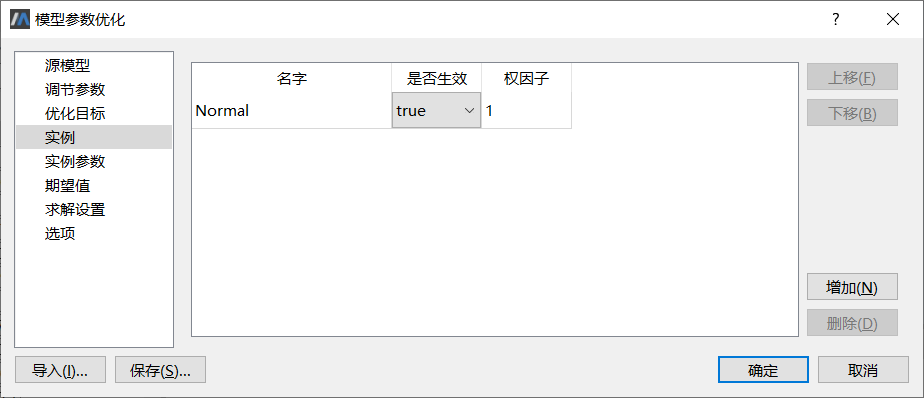 模型参数优化
源模型
调节参数
优化目标
实例
实例参数
期望值
求解设置
选项
名字 是否生效 权因子
Normal true 1
上移(F)
下移(B)
增加(N)
删除(D)
导入(I)... 保存(S)... 确定 取消